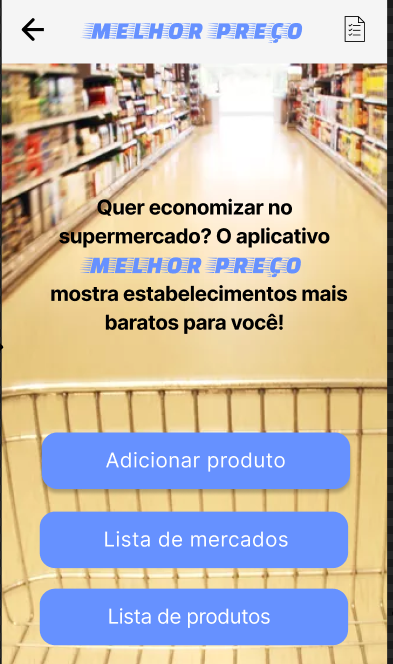 MELHOR PREÇO
Quer economizar no
supermercado? O aplicativo
MELHOR PREÇO
mostra estabelecimentos mais
baratos para você!
Adicionar produto
Lista de mercados
Lista de produtos